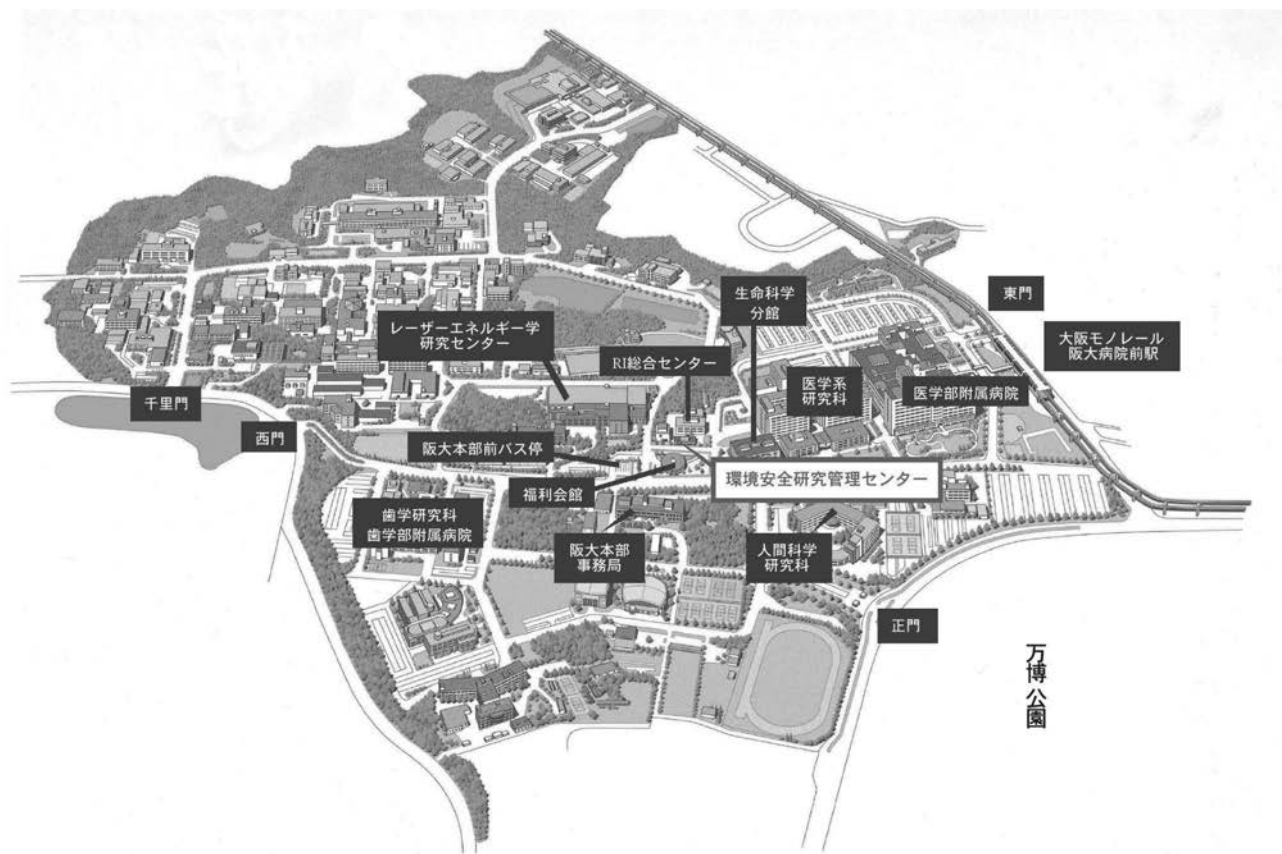 生命科学
分館
東門
大阪モノレール
阪大病院前駅
レーザーエネルギー学
研究センター
RI総合センター
医学系
研究科
医学部附属病院
千里門
西門
阪大本部前バス停
環境安全研究管理センター
福利会館
歯学研究科
歯学部附属病院
阪大本部
事務局
人間科学
研究科
正門
万博公園